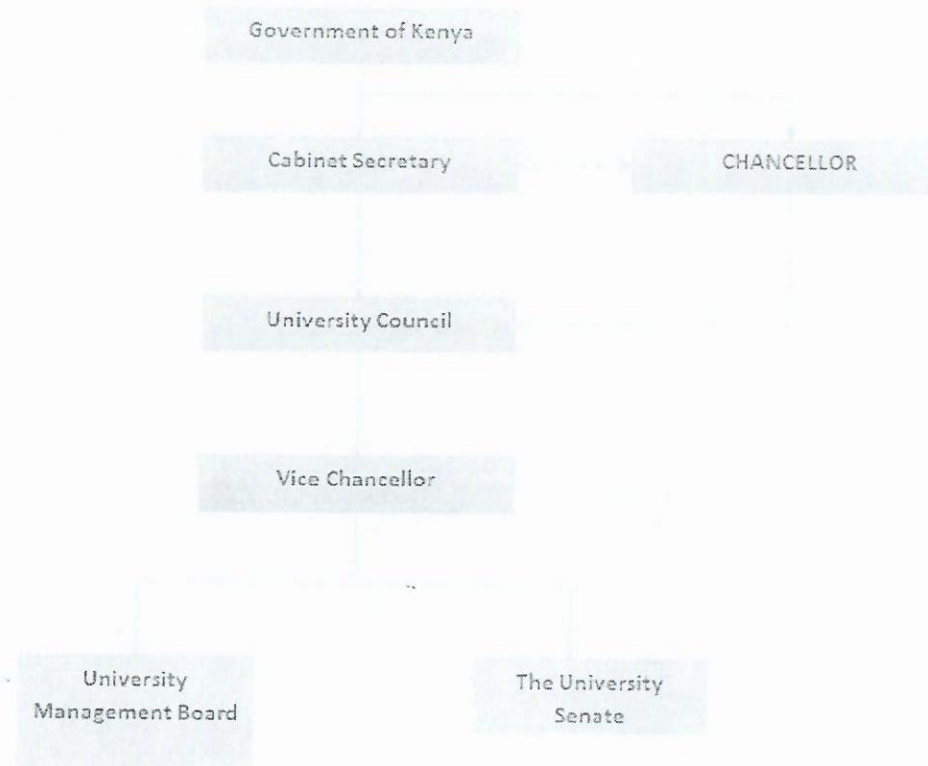 Government of Kenya
Cabinet Secretary
CHANCELLOR
University Council
Vice Chancellor
University
Management Board
The University
Senate